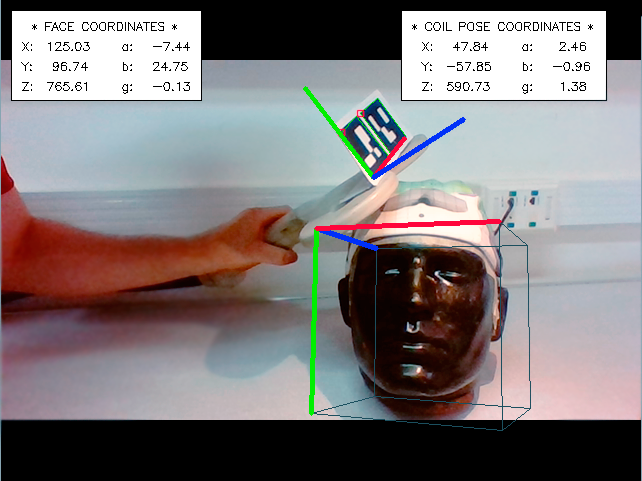 * FACE COORDINATES *
X: 125.03 a: −7.44
Y: 96.74 b: 24.75
Z: 765.61 g: −0.13
* COIL POSE COORDINATES *
X: 47.84 a: 2.46
Y: −57.85 b: −0.96
Z: 590.73 g: 1.38